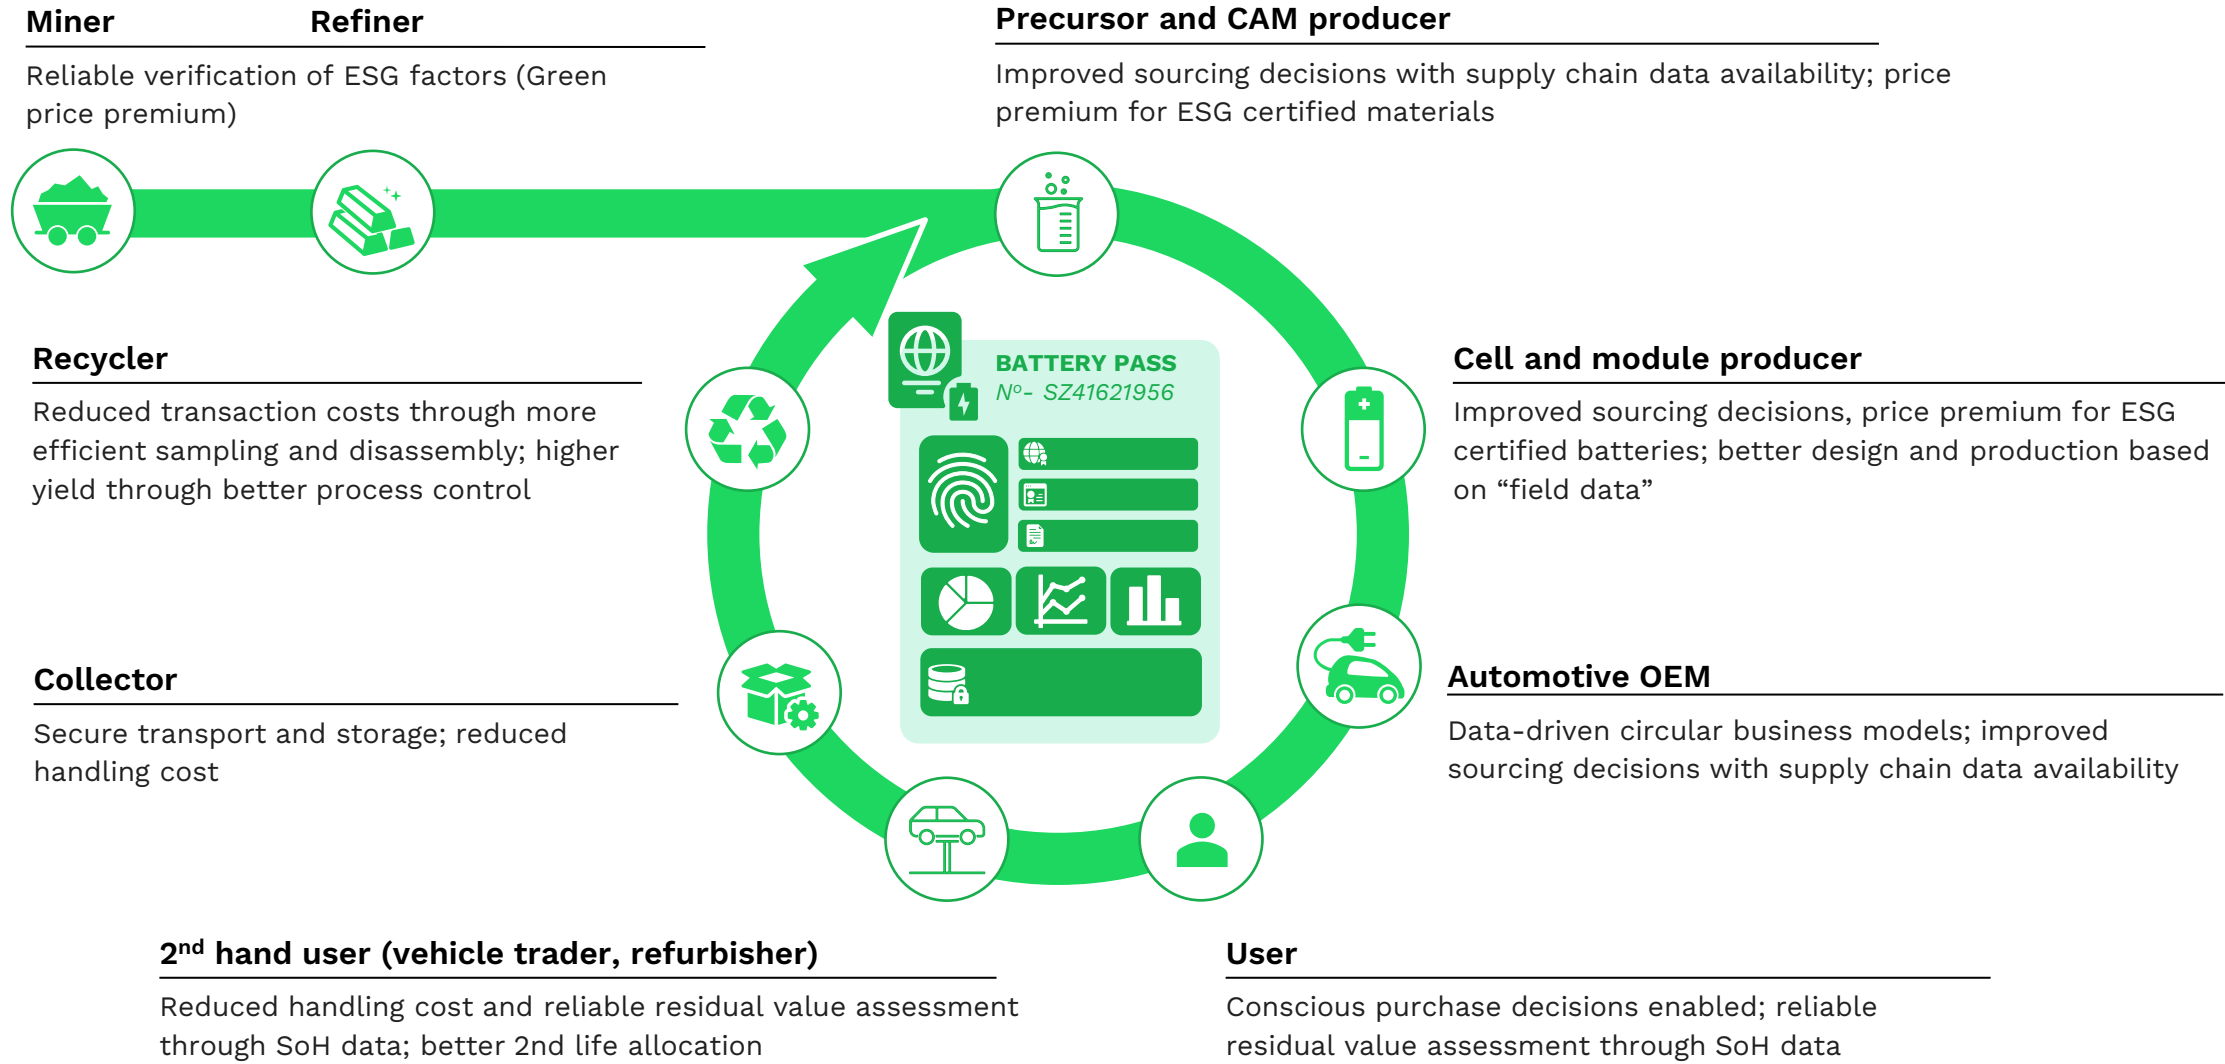 Miner Refiner
Reliable verification of ESG factors (Green
price premium)
Precursor and CAM producer
Improved sourcing decisions with supply chain data availability; price
premium for ESG certified materials
BATTERY PASS
Nº- SZ41621956
Cell and module producer
Improved sourcing decisions, price premium for ESG
certified batteries; better design and production based
on “field data”
Automotive OEM
Data-driven circular business models; improved
sourcing decisions with supply chain data availability
User
Conscious purchase decisions enabled; reliable
residual value assessment through SoH data
2nd hand user (vehicle trader, refurbisher)
Reduced handling cost and reliable residual value assessment
through SoH data; better 2nd life allocation
Collector
Secure transport and storage; reduced
handling cost
Recycler
Reduced transaction costs through more
efficient sampling and disassembly; higher
yield through better process control